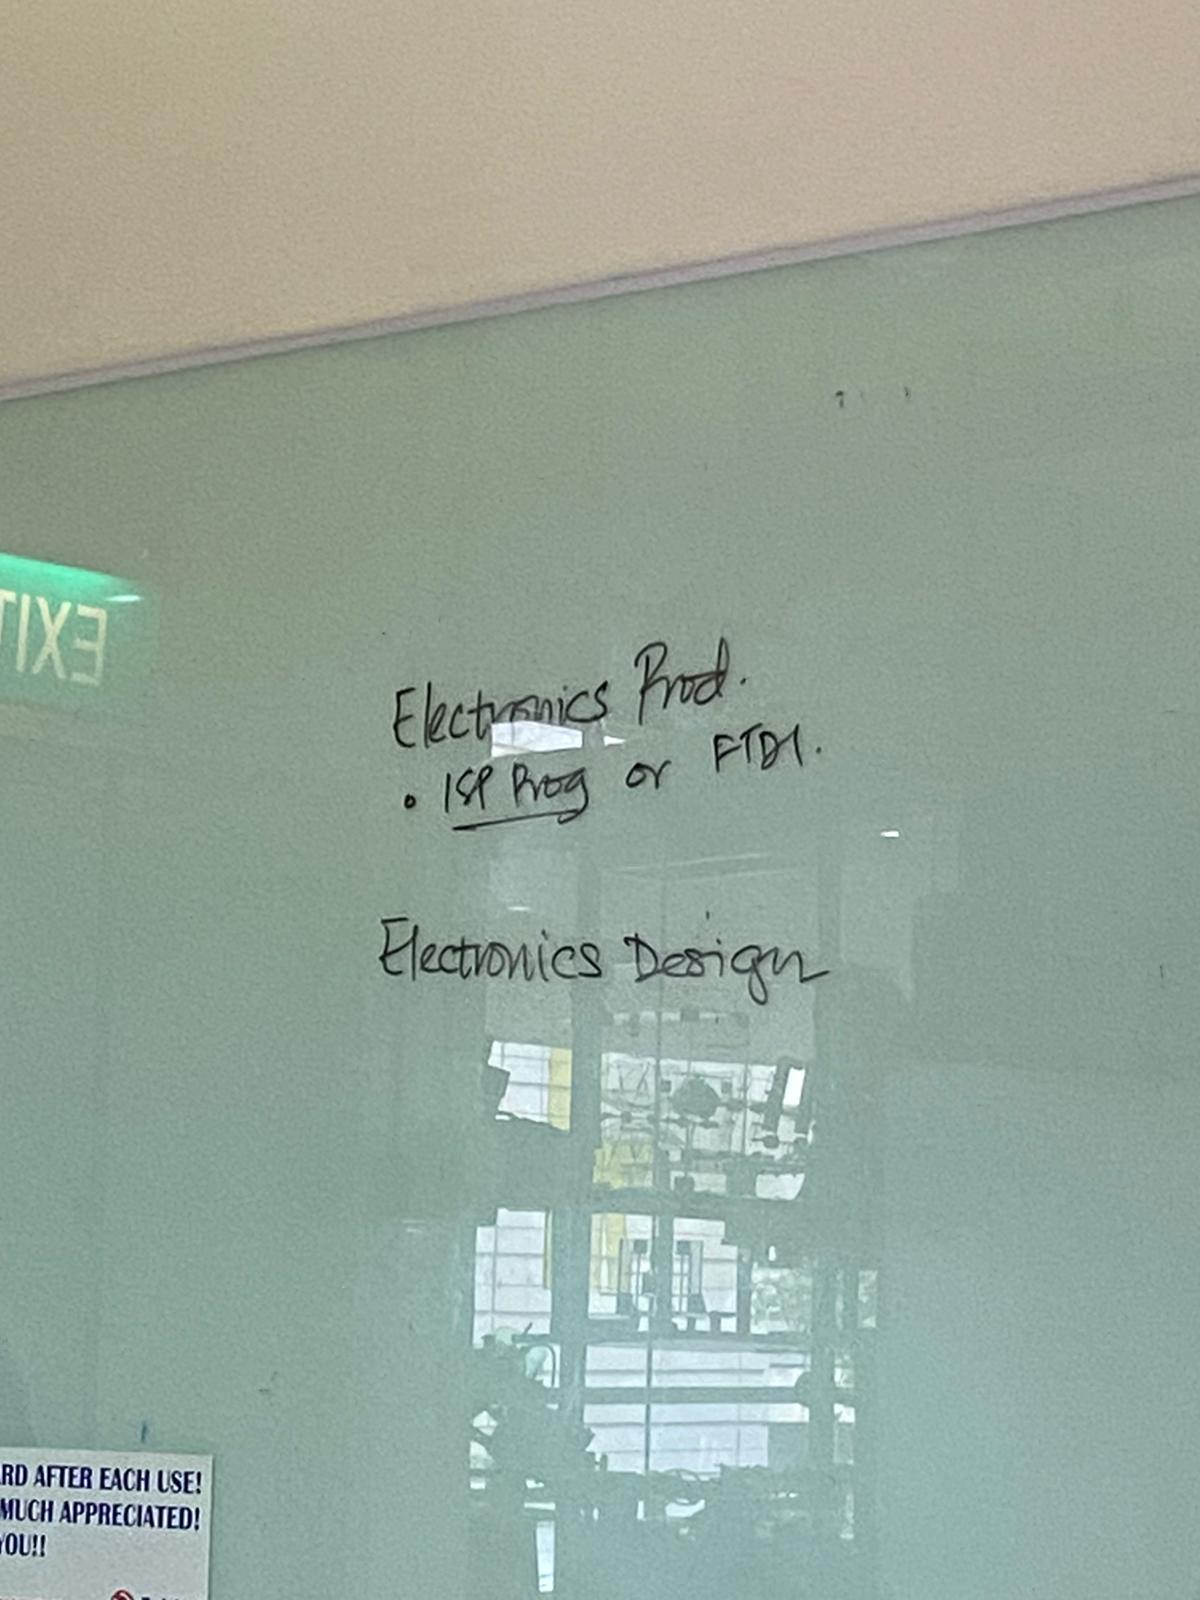 EXIT
Electronics Prod.
• ISP Prog or FTDI.
Electronics Design
RD AFTER EACH USE!
MUCH APPRECIATED!
YOU!!